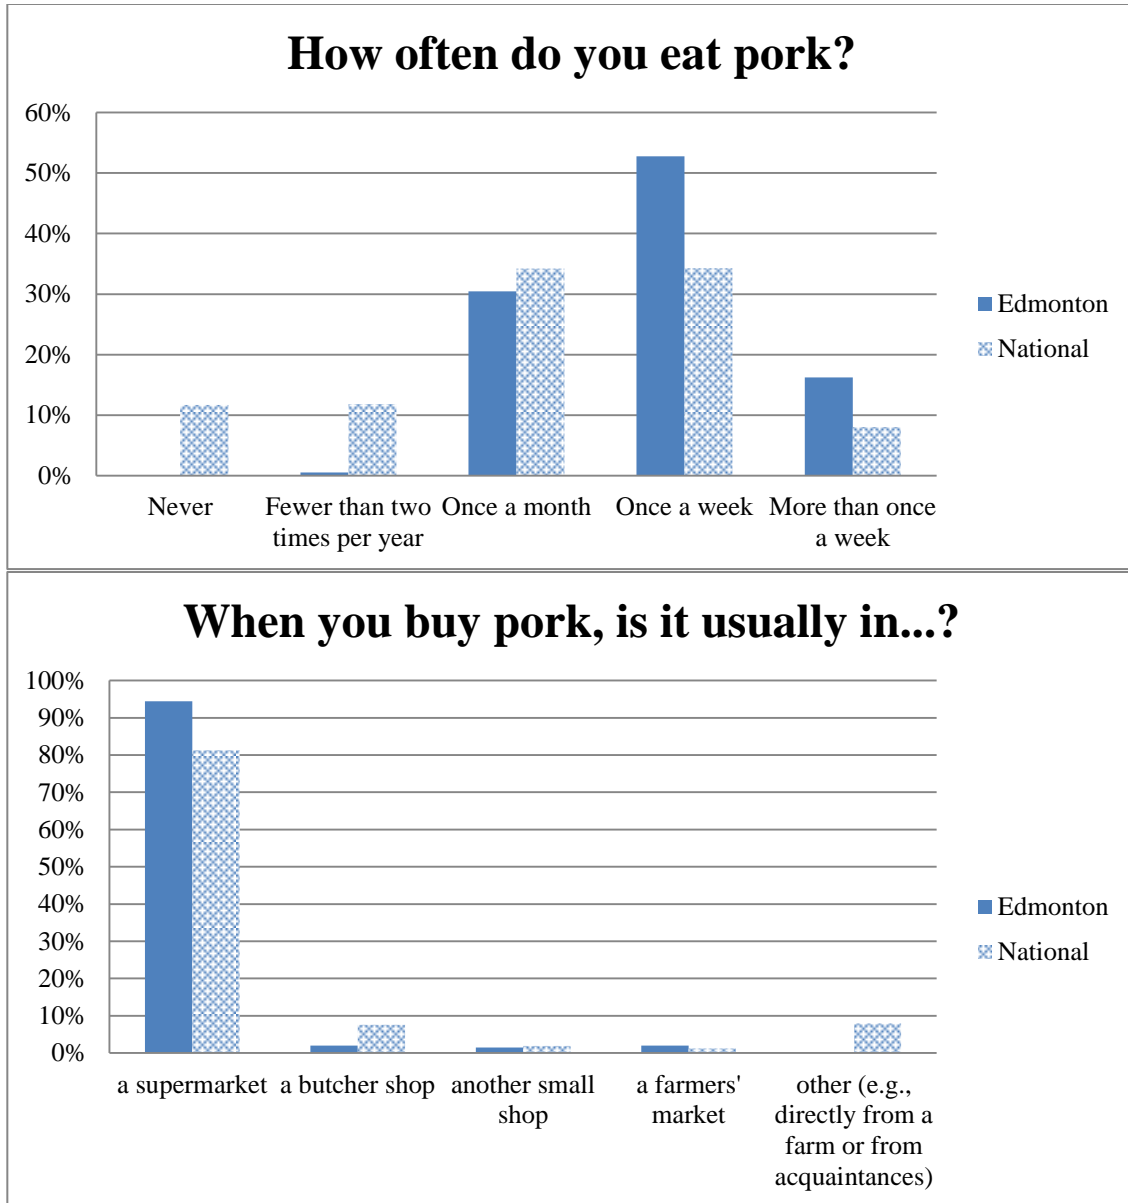 How often do you eat pork?
60%
50%
40%
30%
20%
10%
0%
Never
Fewer than two
times per year
Once a month
Once a week
More than once
a week
Edmonton
National
When you buy pork, is it usually in...?
100%
90%
80%
70%
60%
50%
40%
30%
20%
10%
0%
a supermarket
a butcher shop
another small
shop
a farmers'
market
other (e.g.,
directly from a
farm or from
acquaintances)
Edmonton
National